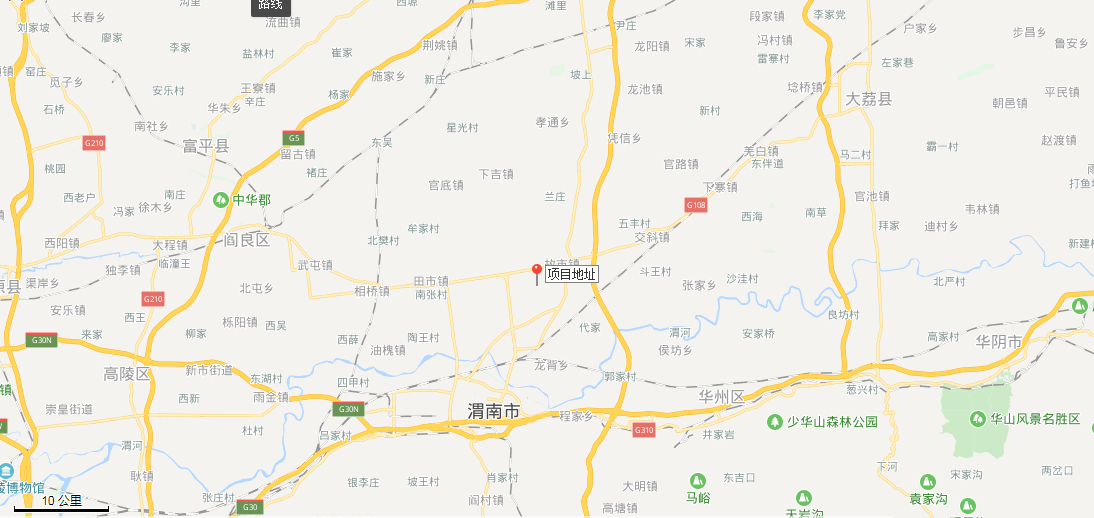 路线
滩里
沟里
西塬
长春乡
流曲镇
尹庄
段家镇
李家党
户家乡
步昌乡
刘家坡
廖家
李家
盐林村
崔家
荆姚镇
龙阳镇
宋家
冯村镇
鲁安乡
雷寨村
左家巷
窑庄
觅子乡
安乐村
王寮镇
辛庄
施家乡
新庄
坡上
龙池镇
埝桥镇
大荔县
平民镇
朝邑镇
石桥
华朱乡
杨家
新村
南社乡
星光村
孝通乡
凭信乡
赵渡镇
G210
富平县
G5
东吴
羌白镇
马二村
霸一村
留古镇
官路镇
东伴道
桃园
褚庄
下吉镇
官底镇
下寨镇
打鱼
西老户
南庄
中华郡
兰庄
官池镇
冯家
徐木乡
G108
西海
南草
韦林镇
牟家村
五丰村
拜家
迪村乡
西阳镇
大程镇
阎良区
北樊村
交斜镇
新建
临潼王
独李镇
武屯镇
故市镇
项目地址
斗王村
沙洼村
北严村
渠岸乡
北屯乡
田市镇
相桥镇
南张村
张家乡
G210
安乐镇
西王
栎阳镇
西吴
代家
良坊村
来家
G30N
柳家
西薛
陶王村
渭河
安家桥
高家村
华阴市
油槐镇
侯坊乡
高陵区
新市街道
东湖村
四甲村
龙背乡
郭家村
西新
雨金镇
华州区
葱兴村
崇皇街道
G30N
渭南市
程家乡
少华山森林公园
华山风景名胜区
杜村
吕家村
G310
井家岩
渭河
耿镇
肖家村
下河
宋家沟
两岔口
银李庄
坡王村
大明镇
东吉口
陵博物馆
10 公里
张庄村
G30
阎村镇
马峪
袁家沟
高塘镇